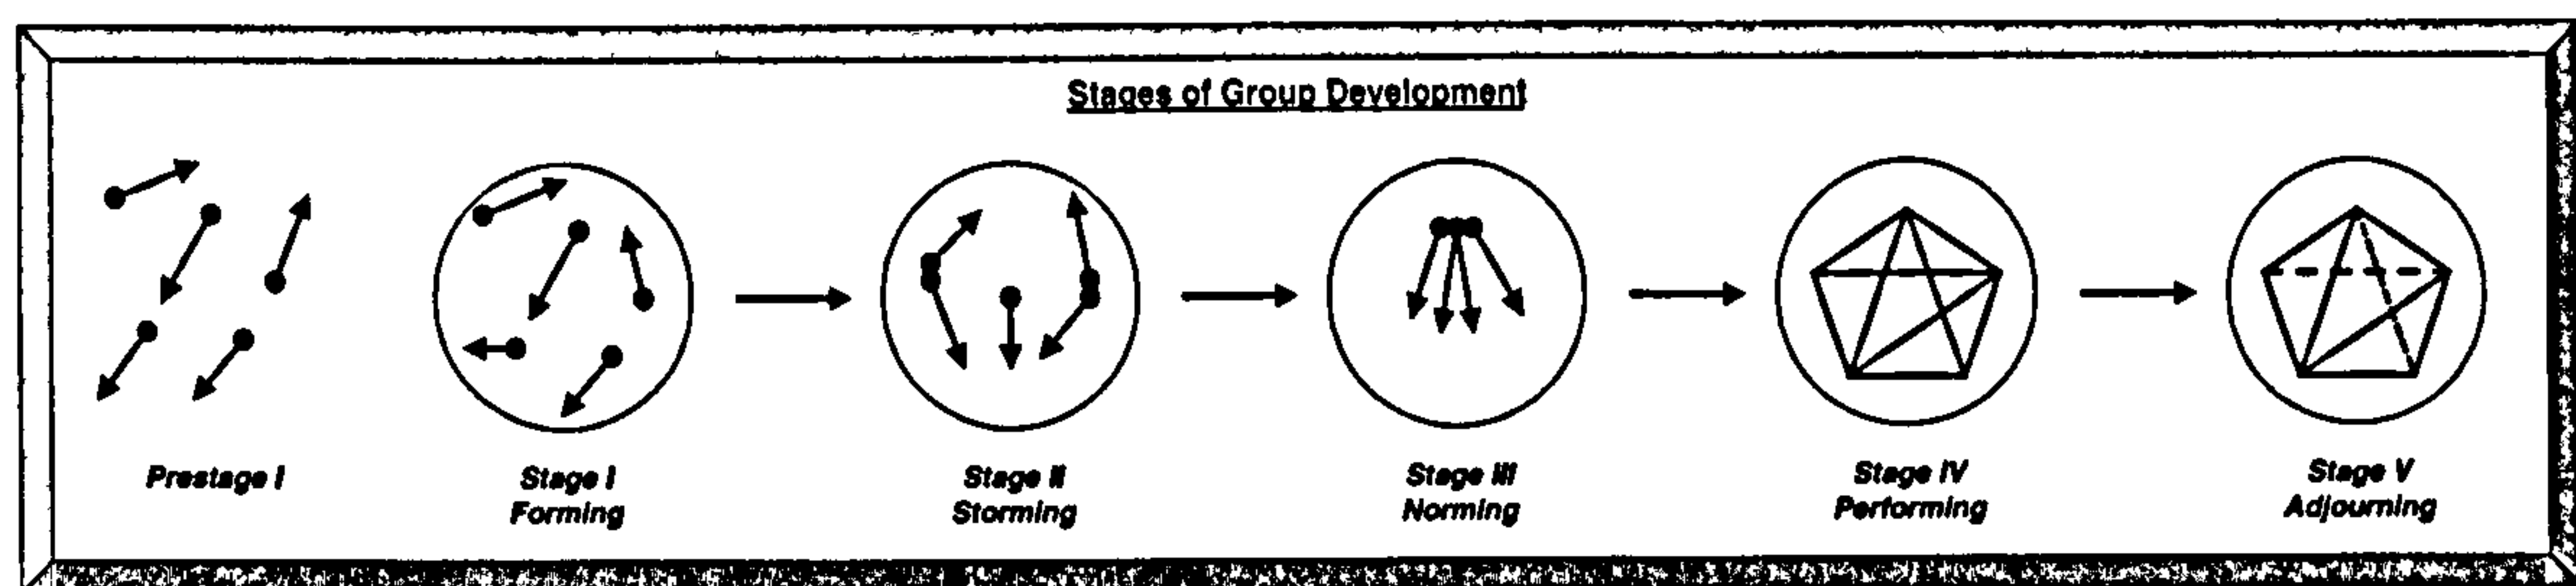 Stages of Group Development
Prestage I
Stage I
Forming
Stage II
Storming
Stage III
Norming
Stage IV
Performing
Stage V
Adjourning